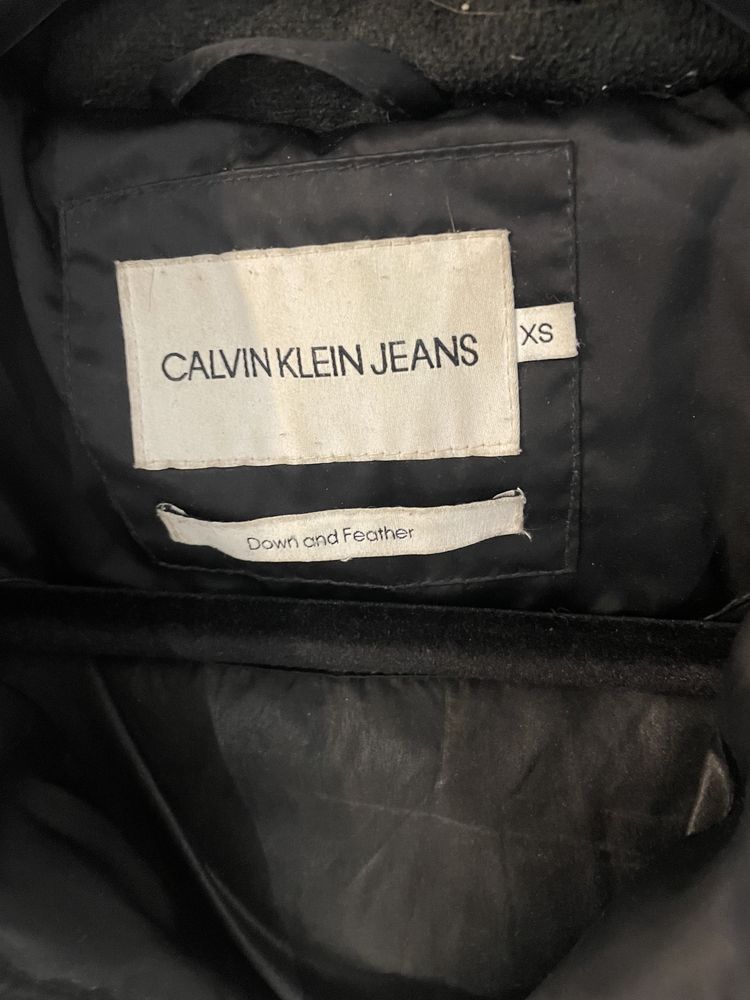 CALVIN KLEIN JEANS
XS
Down and Feather